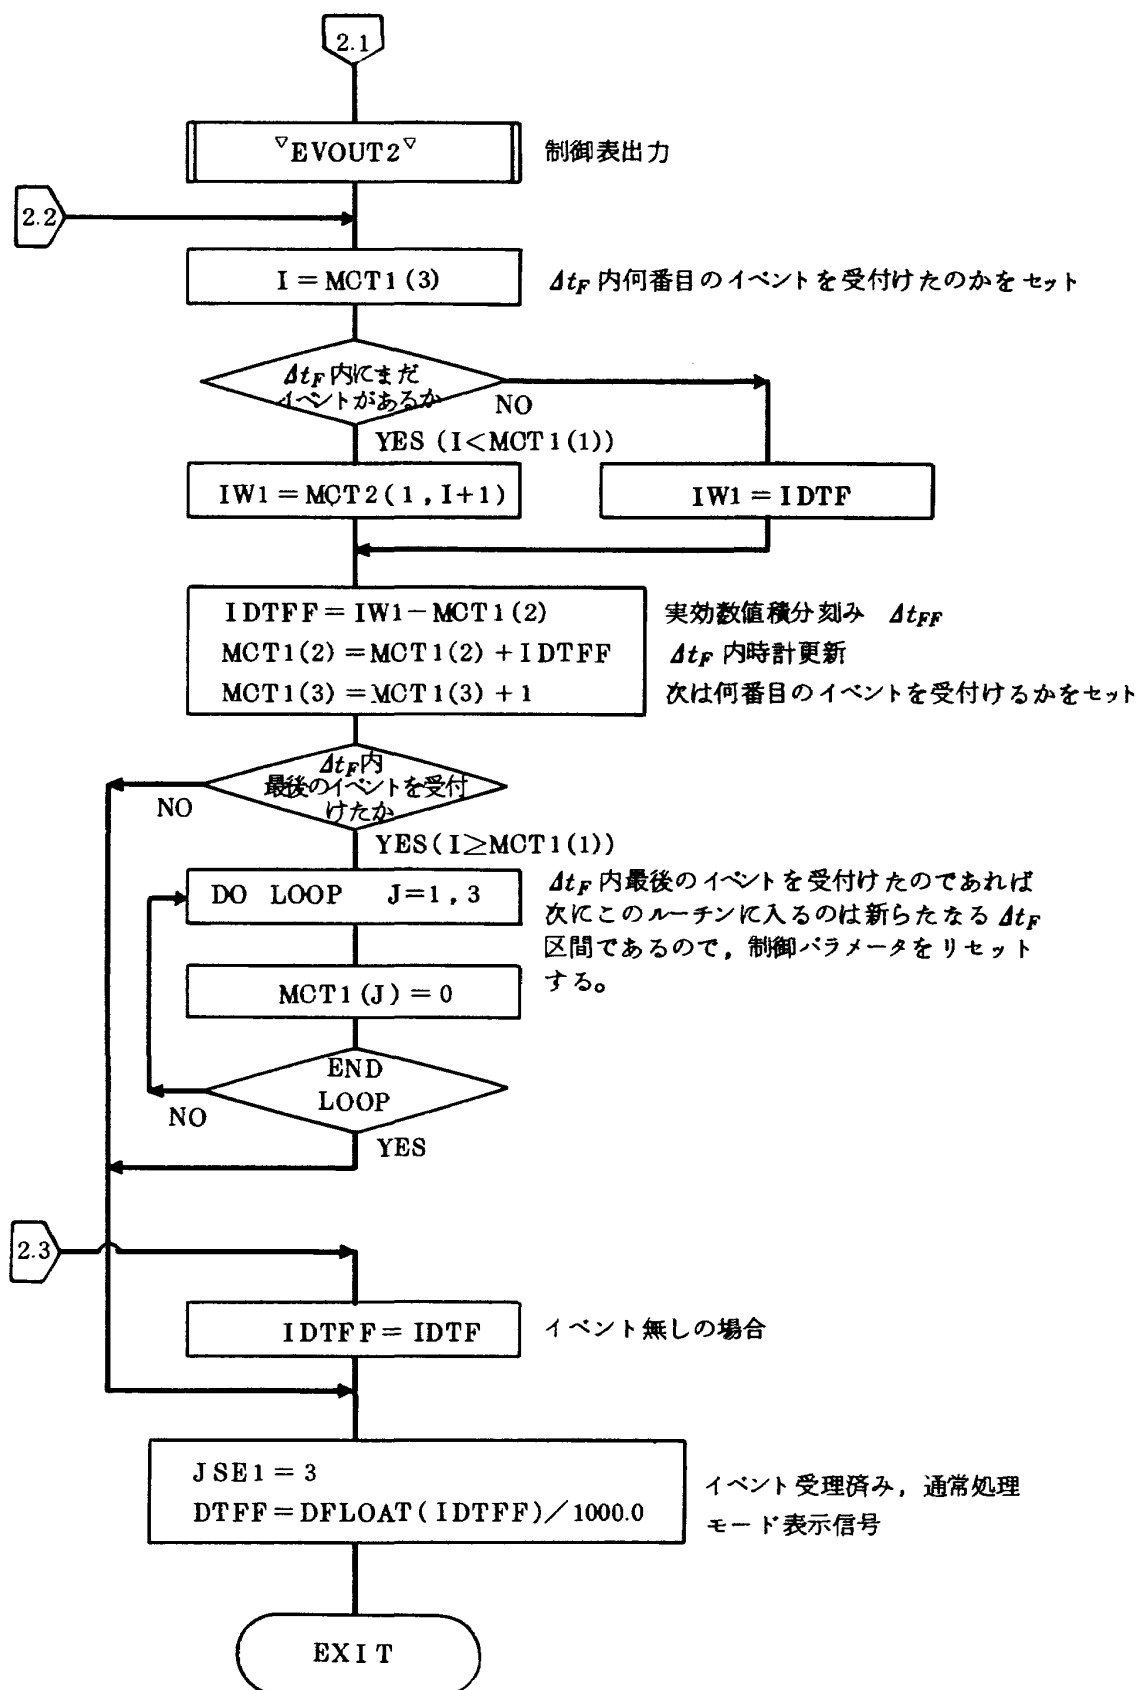 2.1
▽EVOUT2▽
制御表出力
2.2
I=MCT1(3)
Δt_F 内何番目のイベントを受付けたのかをセット
Δt_F 内にまだ
イベントがあるか
NO
YES (I<MCT1(1))
IW1=MCT2(1,I+1)
IW1=IDTF
IDTFF=IW1-MCT1(2)
実効数値積分刻み Δt_FF
MCT1(2)=MCT1(2)+IDTFF
Δt_F 内時計更新
MCT1(3)=MCT1(3)+1
次は何番目のイベントを受付けるかをセット
Δt_F内
最後のイベントを受付
けたか
NO
YES(I≥MCT1(1))
DO LOOP J=1,3
Δt_F 内最後のイベントを受付けたのであれば
次にこのルーチンに入るのは新らたなる Δt_F
区間であるので,制御パラメータをリセット
する。
MCT1(J)=0
END
LOOP
NO
YES
2.3
IDTFF=IDTF
イベント無しの場合
JSE1=3
DTFF=DFLOAT(IDTFF)/1000.0
イベント受理済み,通常処理
モード表示信号
EXIT